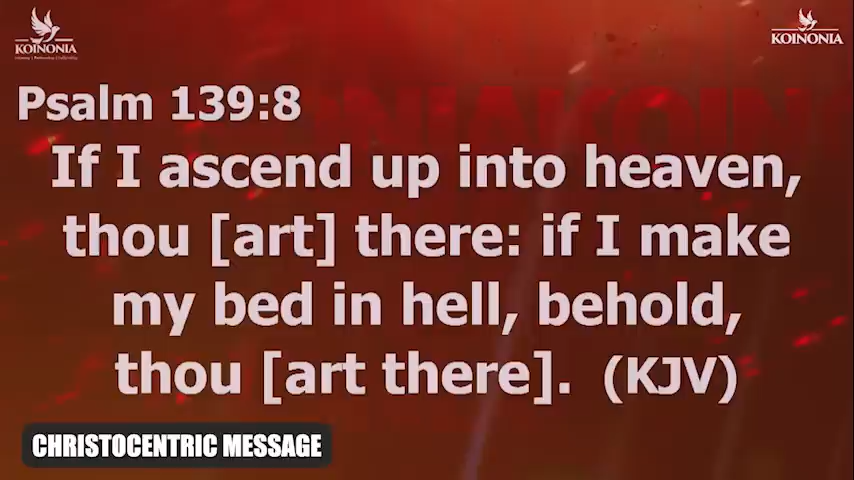 KOINONIA
KOINONIA
Psalm 139:8
If I ascend up into heaven,
thou [art] there: if I make
my bed in hell, behold,
thou [art there]. (KJV)
CHRISTOCENTRIC MESSAGE